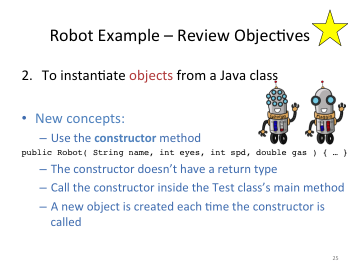 Robot Example – Review Objectives
2. To instantiate objects from a Java class
• New concepts:
– Use the constructor method
public Robot( String name, int eyes, int spd, double gas ) { … }
– The constructor doesn't have a return type
– Call the constructor inside the Test class's main method
– A new object is created each time the constructor is
called
25